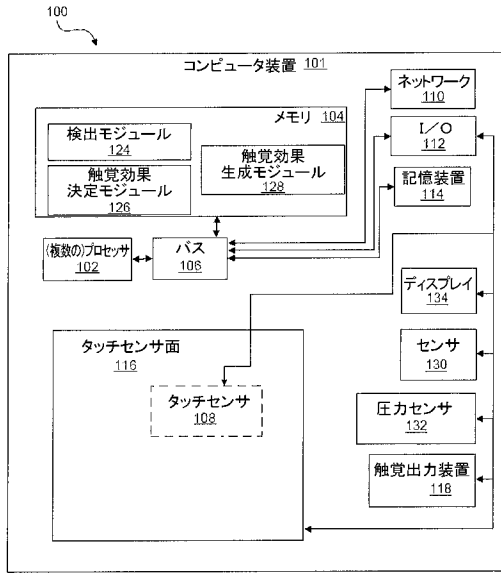 100
コンピュータ装置 101
メモリ 104
検出モジュール
124
触覚効果
決定モジュール
126
触覚効果
生成モジュール
128
ネットワーク
110
I/O
112
記憶装置
114
(複数の)プロセッサ
102
バス
106
ディスプレイ
134
タッチセンサ面
116
タッチセンサ
108
センサ
130
圧力センサ
132
触覚出力装置
118